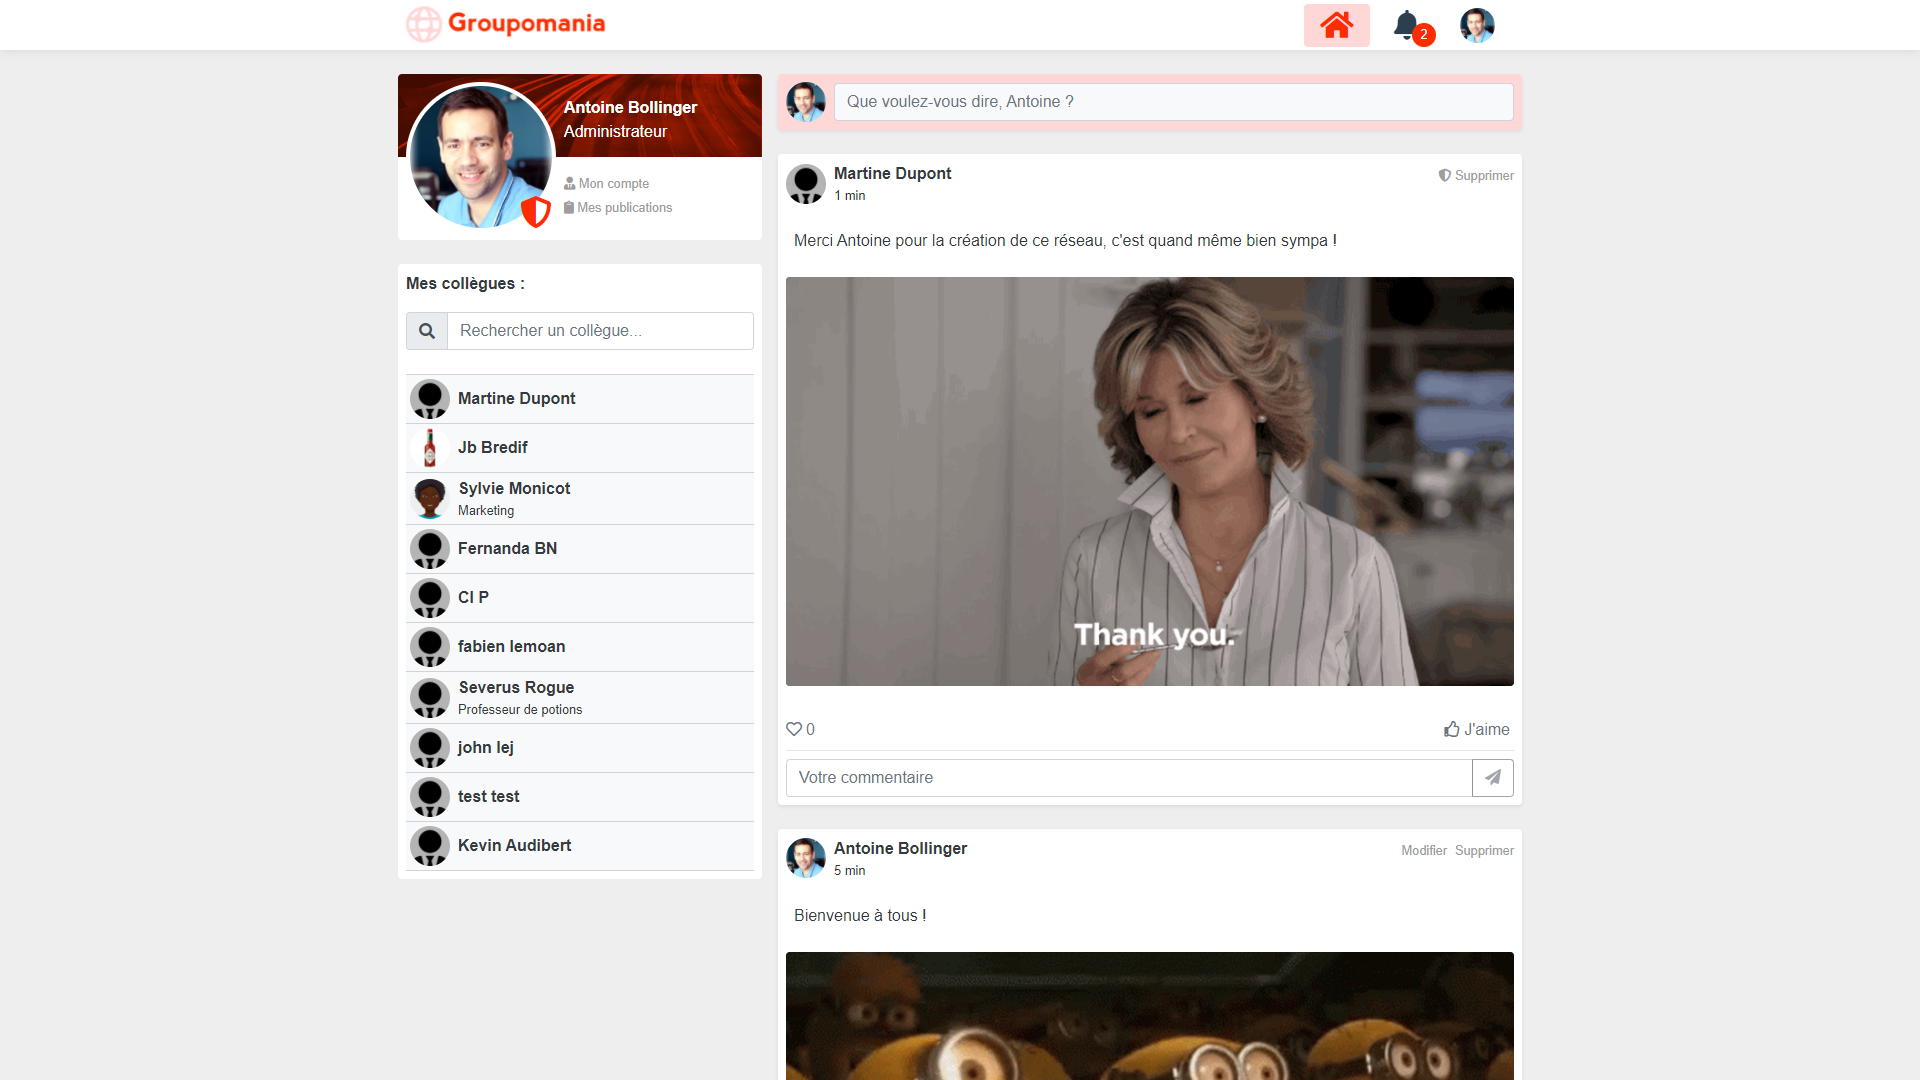 Groupomania
2
Antoine Bollinger
Administrateur
Mon compte
Mes publications
Mes collègues :
Rechercher un collègue...
Martine Dupont
Jb Bredif
Sylvie Monicot
Marketing
Fernanda BN
Cl P
fabien lemoan
Severus Rogue
Professeur de potions
john lej
test test
Kevin Audibert
Que voulez-vous dire, Antoine ?
Martine Dupont
Supprimer
1 min
Merci Antoine pour la création de ce réseau, c'est quand même bien sympa !
Thank you.
0
J'aime
Votre commentaire
Antoine Bollinger
Modifier Supprimer
5 min
Bienvenue à tous !